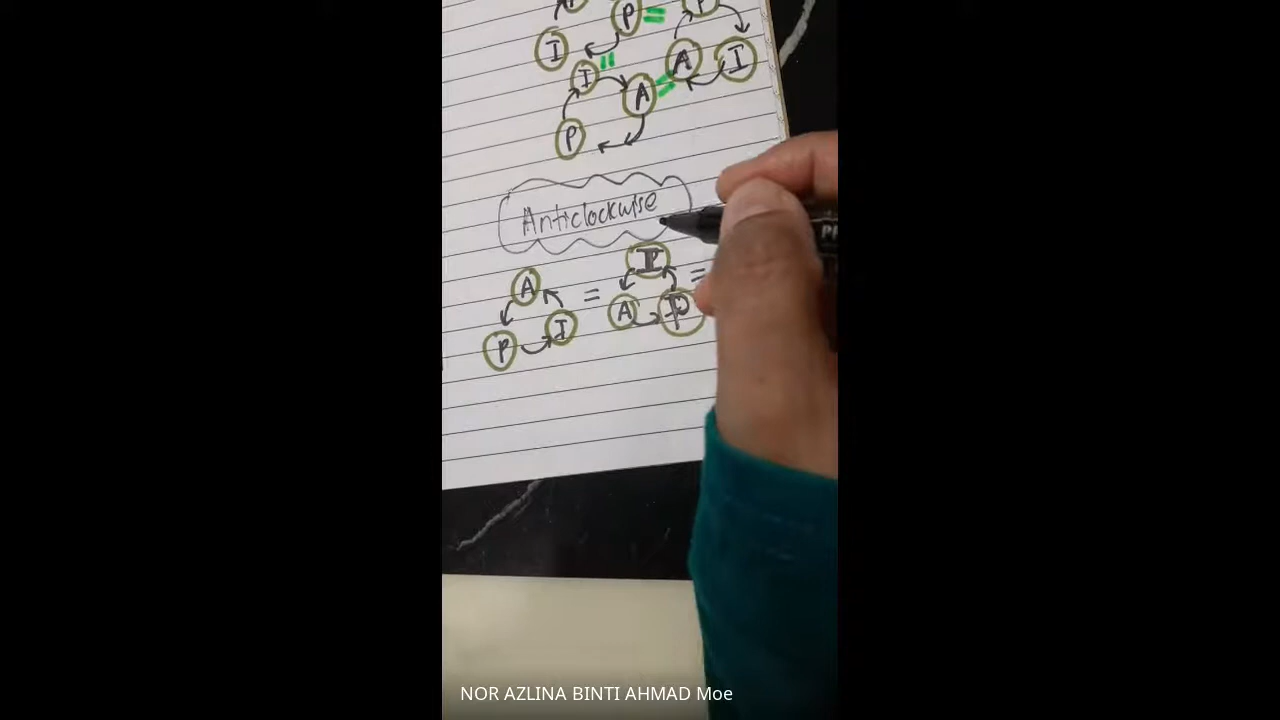 P P
I =
A I
I "
A =
P
Anticlockwise
A = I =
P I A P
NOR AZLINA BINTI AHMAD Moe